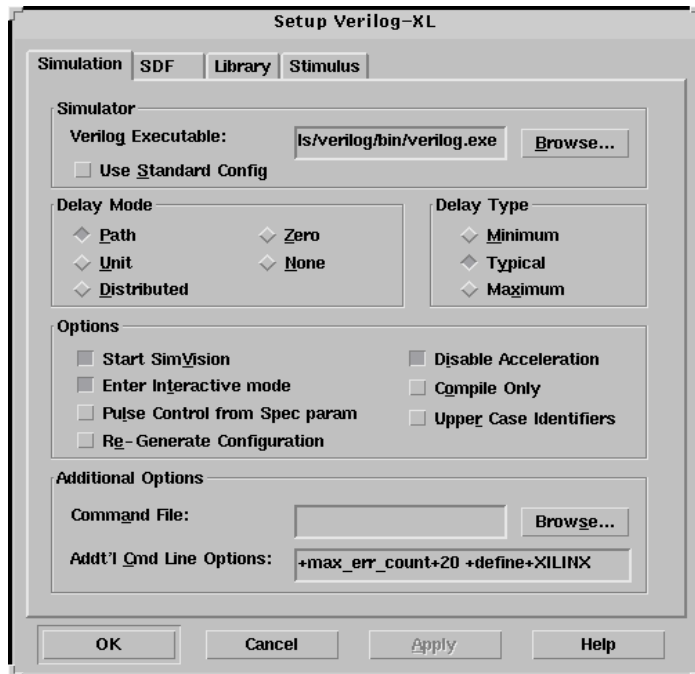 Setup Verilog-XL
Simulation SDF Library Stimulus
Simulator
Verilog Executable: ls/verilog/bin/verilog.exe Browse...
Use Standard Config
Delay Mode
Path Zero
Unit None
Distributed
Delay Type
Minimum
Typical
Maximum
Options
Start SimVision Disable Acceleration
Enter Interactive mode Compile Only
Pulse Control from Spec param Upper Case Identifiers
Re-Generate Configuration
Additional Options
Command File: Browse...
Addt'l Cmd Line Options: +max_err_count+20 +define+XILINX
OK Cancel Apply Help